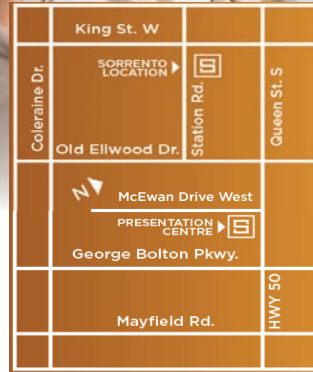 King St. W
SORRENTO
LOCATION
S
Coleraine Dr.
Station Rd.
Queen St. S
Old Ellwood Dr.
N
McEwan Drive West
PRESENTATION
CENTRE
S
George Bolton Pkwy.
HWY 50
Mayfield Rd.